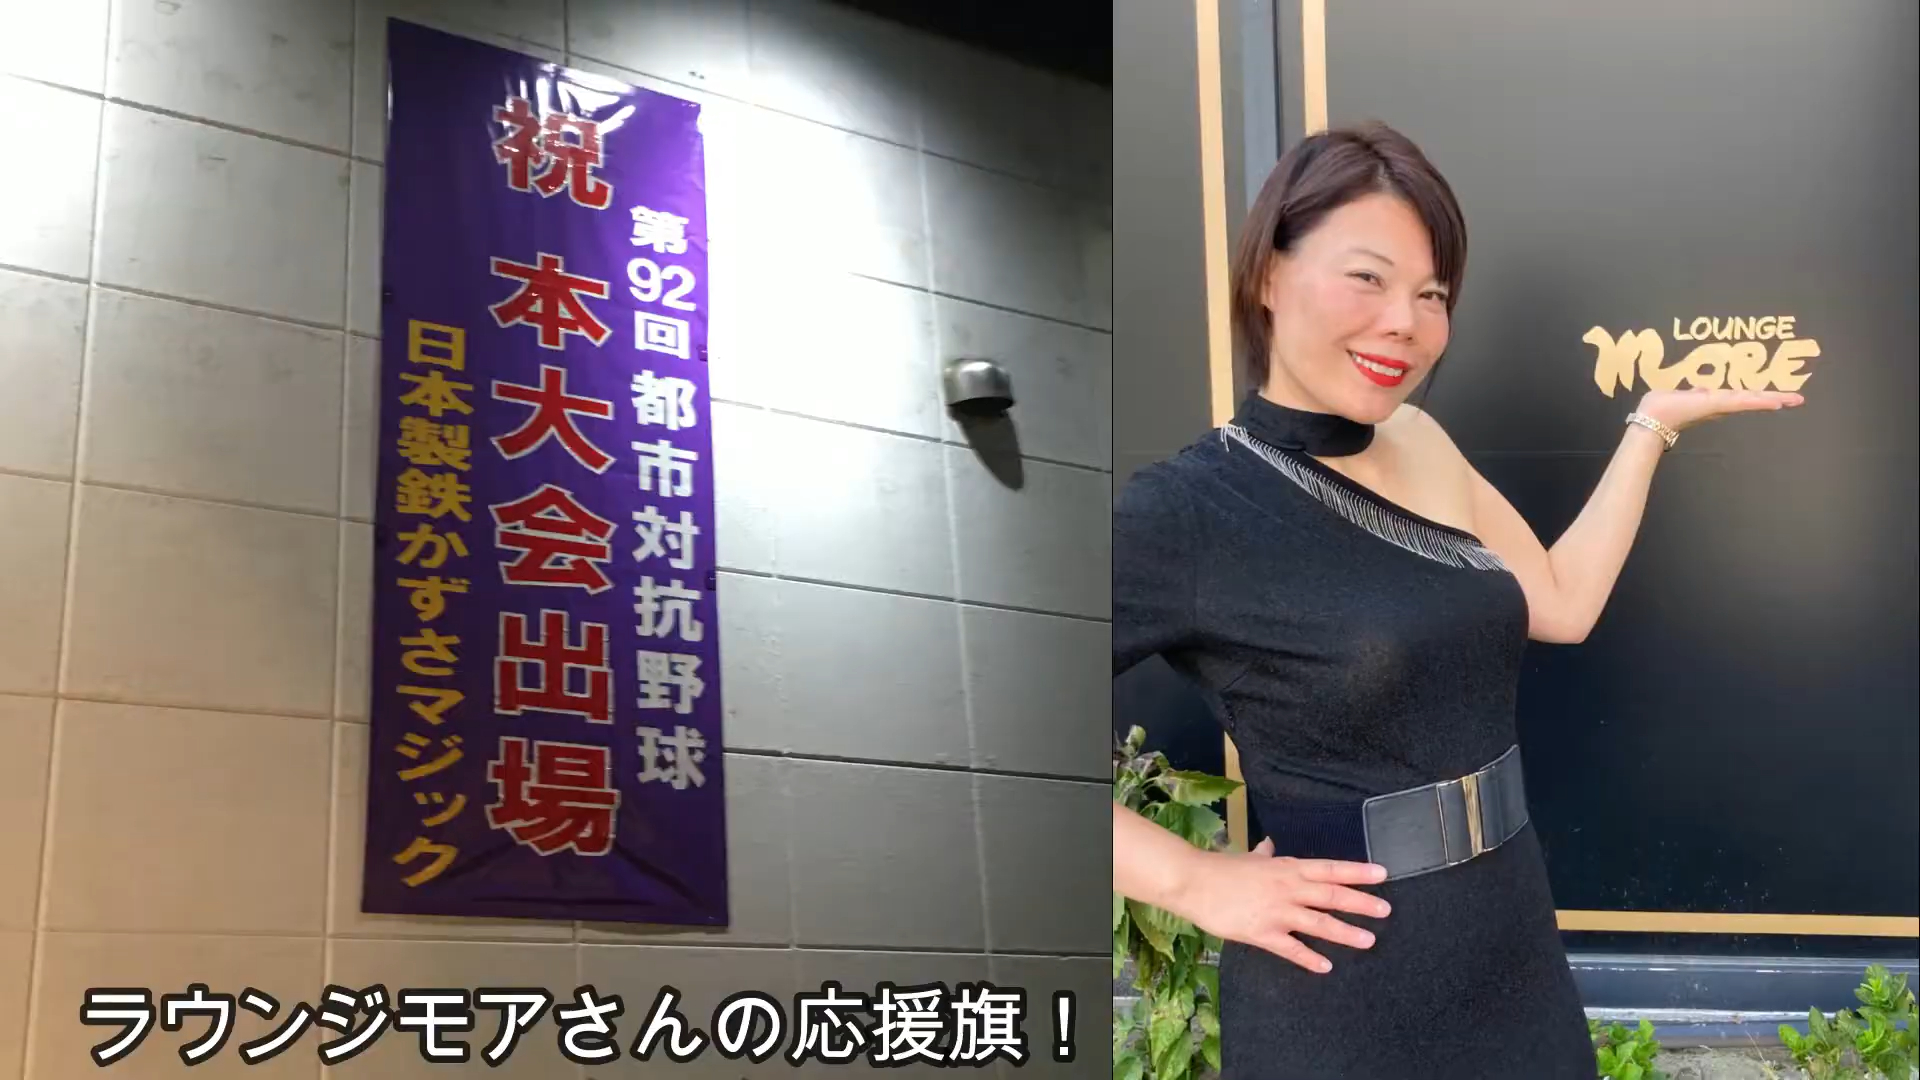 第92回 都市対抗野球
祝 本大会出場
日本製鉄かずさマジック
LOUNGE
MORE
ラウンジモアさんの応援旗！